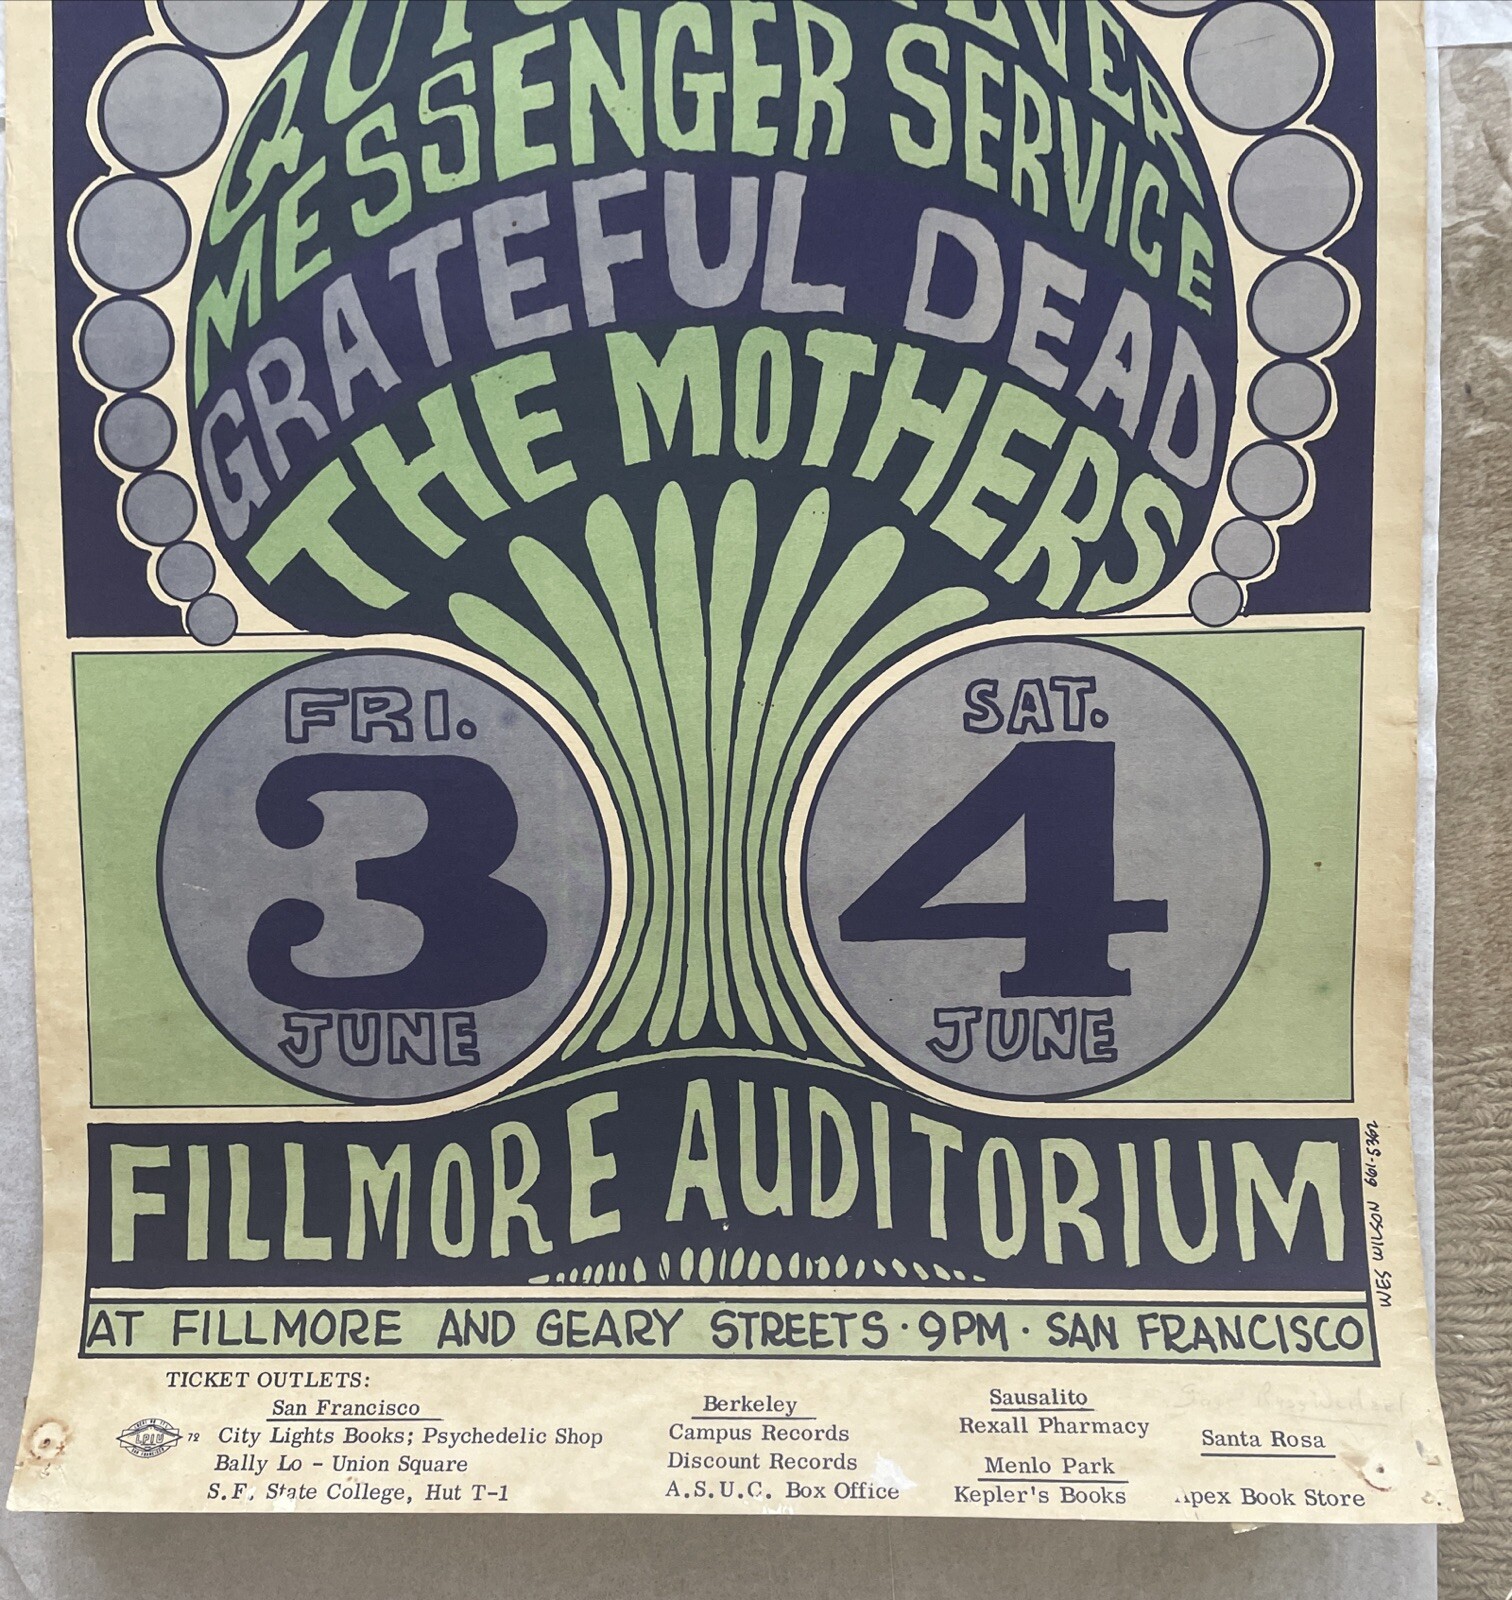 MESSENGER SERVICE
GRATEFUL DEAD
THE MOTHERS
FRI.
3
JUNE
SAT.
4
JUNE
FILLMORE AUDITORIUM
WES WILSON 661-5362
AT FILLMORE AND GEARY STREETS · 9PM · SAN FRANCISCO
TICKET OUTLETS:
San Francisco
City Lights Books; Psychedelic Shop
Bally Lo - Union Square
S.F. State College, Hut T-1
72
Berkeley
Campus Records
Discount Records
A.S.U.C. Box Office
Sausalito
Rexall Pharmacy
Menlo Park
Kepler's Books
Santa Rosa
Apex Book Store